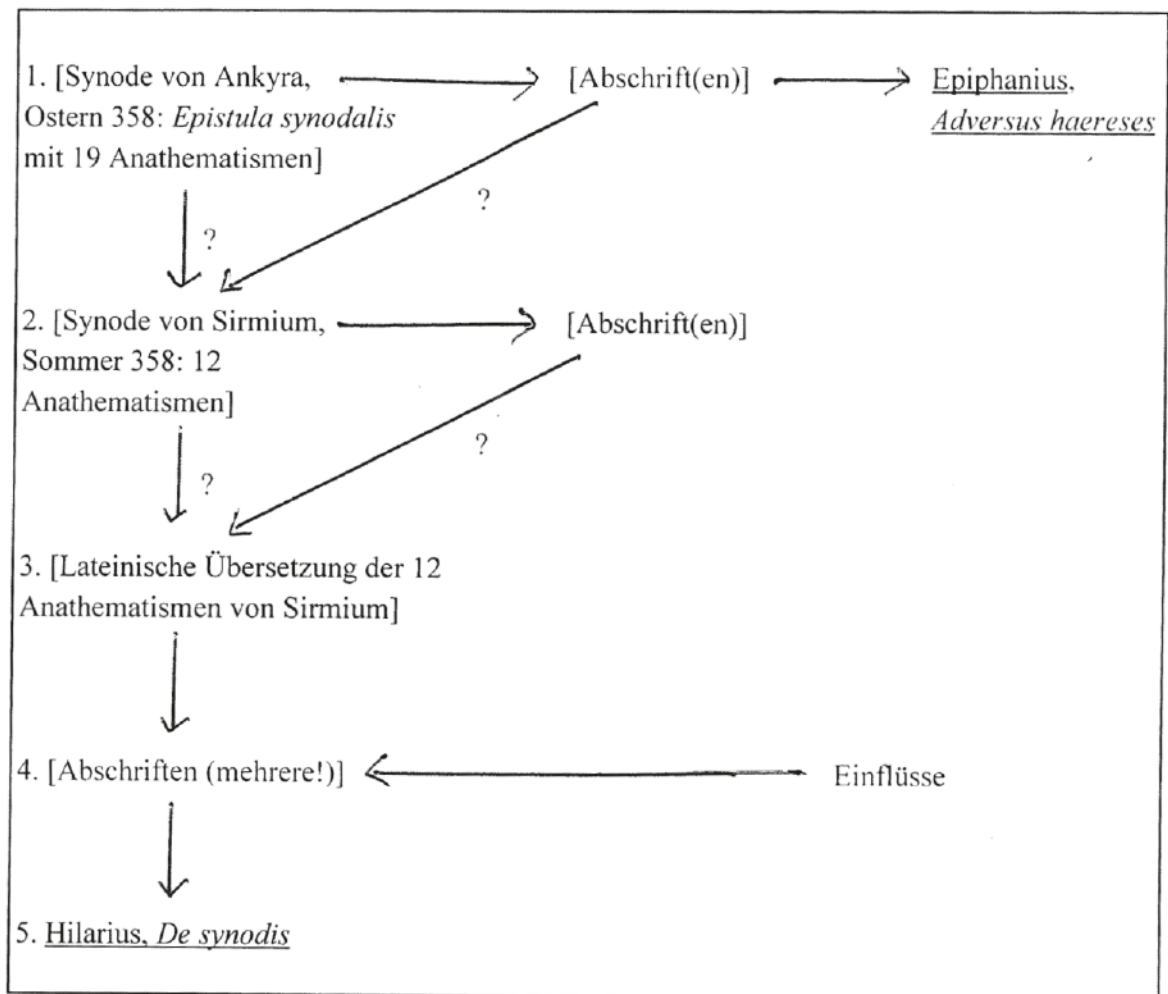 1. [Synode von Ankyra,
Ostern 358: Epistula synodalis
mit 19 Anathematismen]
[Abschrift(en)]
Epiphanius,
Adversus haereses
?
?
2. [Synode von Sirmium,
Sommer 358: 12
Anathematismen]
[Abschrift(en)]
?
?
3. [Lateinische Übersetzung der 12
Anathematismen von Sirmium]
4. [Abschriften (mehrere!)]
Einflüsse
5. Hilarius, De synodis